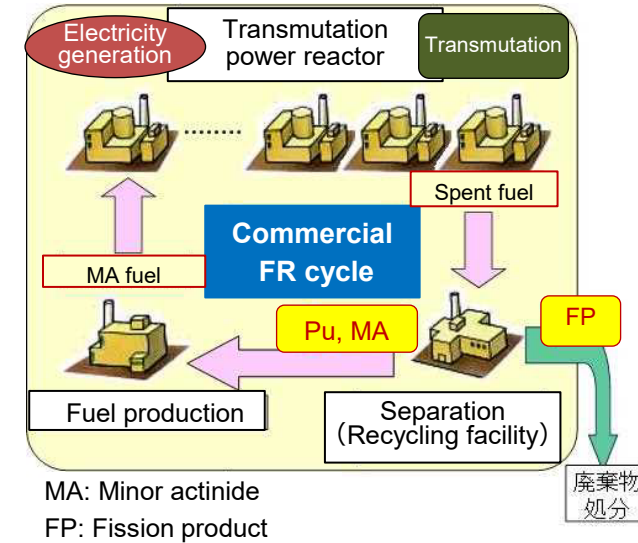 Electricity
generation
Transmutation
power reactor
Transmutation
........
Spent fuel
Commercial
FR cycle
MA fuel
Pu, MA
FP
Fuel production
Separation
（Recycling facility）
廃棄物
処分
MA: Minor actinide
FP: Fission product